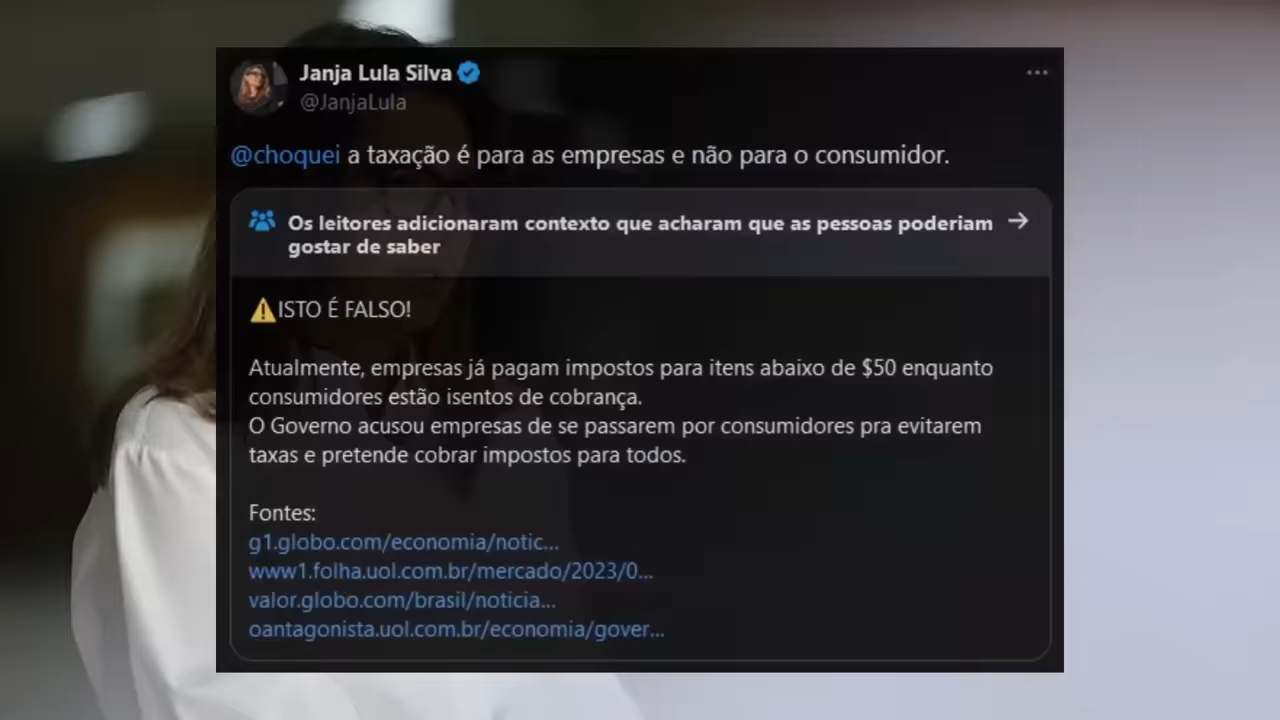 Janja Lula Silva
@JanjaLula
@choquei a taxação é para as empresas e não para o consumidor.
Os leitores adicionaram contexto que acharam que as pessoas poderiam
gostar de saber
⚠️ISTO É FALSO!
Atualmente, empresas já pagam impostos para itens abaixo de $50 enquanto
consumidores estão isentos de cobrança.
O Governo acusou empresas de se passarem por consumidores pra evitarem
taxas e pretende cobrar impostos para todos.
Fontes:
g1.globo.com/economia/notic...
www1.folha.uol.com.br/mercado/2023/0...
valor.globo.com/brasil/noticia...
oantagonista.uol.com.br/economia/gover...